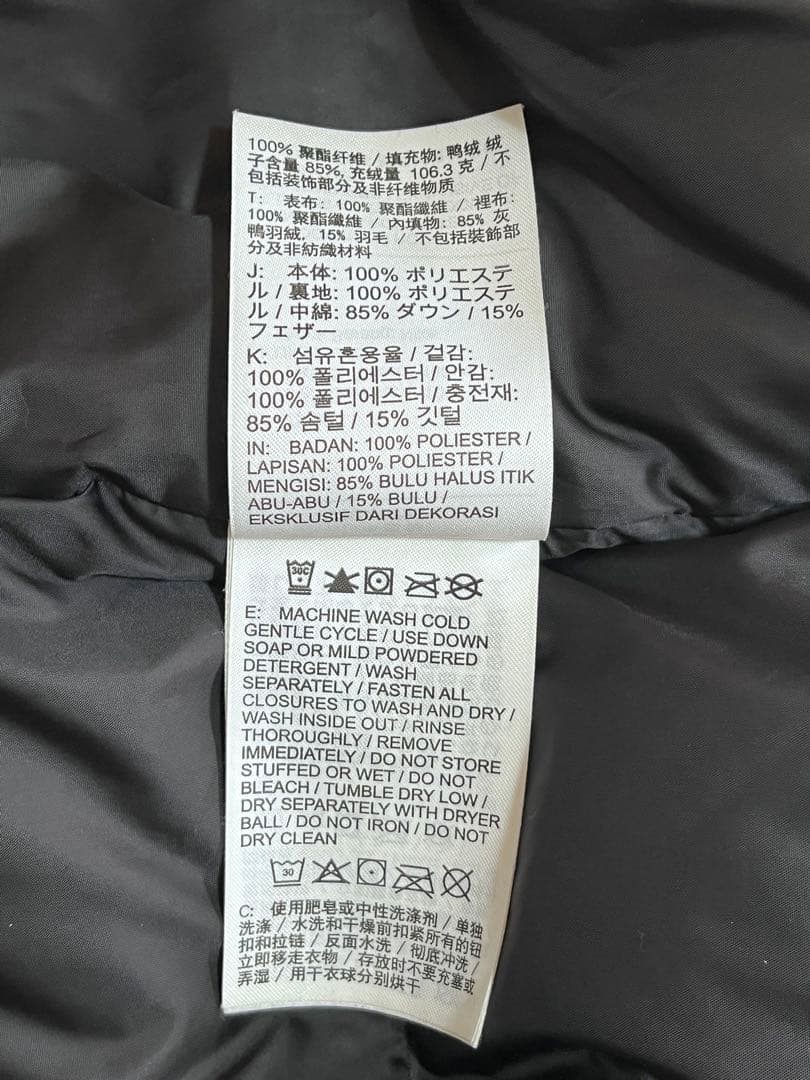 100% 聚酯纤维 / 填充物: 鸭绒 绒
子含量 85%, 充绒量 106.3 克 / 不
包括装饰部分及非纤维物质
T: 表布: 100% 聚酯纖維 / 裡布:
100% 聚酯纖維 / 內填物: 85% 灰
鴨羽絨, 15% 羽毛 / 不包括裝飾部
分及非紡織材料
J: 本体: 100% ポリエステ
ル / 裏地: 100% ポリエステ
ル / 中綿: 85% ダウン / 15%
フェザー
K: 섬유혼용율 / 겉감:
100% 폴리에스터 / 안감:
100% 폴리에스터 / 충전재:
85% 솜털 / 15% 깃털
IN: BADAN: 100% POLIESTER /
LAPISAN: 100% POLIESTER /
MENGISI: 85% BULU HALUS ITIK
ABU-ABU / 15% BULU /
EKSKLUSIF DARI DEKORASI
30C
E: MACHINE WASH COLD
GENTLE CYCLE / USE DOWN
SOAP OR MILD POWDERED
DETERGENT / WASH
SEPARATELY / FASTEN ALL
CLOSURES TO WASH AND DRY /
WASH INSIDE OUT / RINSE
THOROUGHLY / REMOVE
IMMEDIATELY / DO NOT STORE
STUFFED OR WET / DO NOT
BLEACH / TUMBLE DRY LOW /
DRY SEPARATELY WITH DRYER
BALL / DO NOT IRON / DO NOT
DRY CLEAN
30
C: 使用肥皂或中性洗涤剂 / 单独
洗涤 / 水洗和干燥前扣紧所有的钮
扣和拉链 / 反面水洗 / 彻底冲洗 /
立即移走衣物 / 存放时不要充塞或
弄湿 / 用干衣球分别烘干